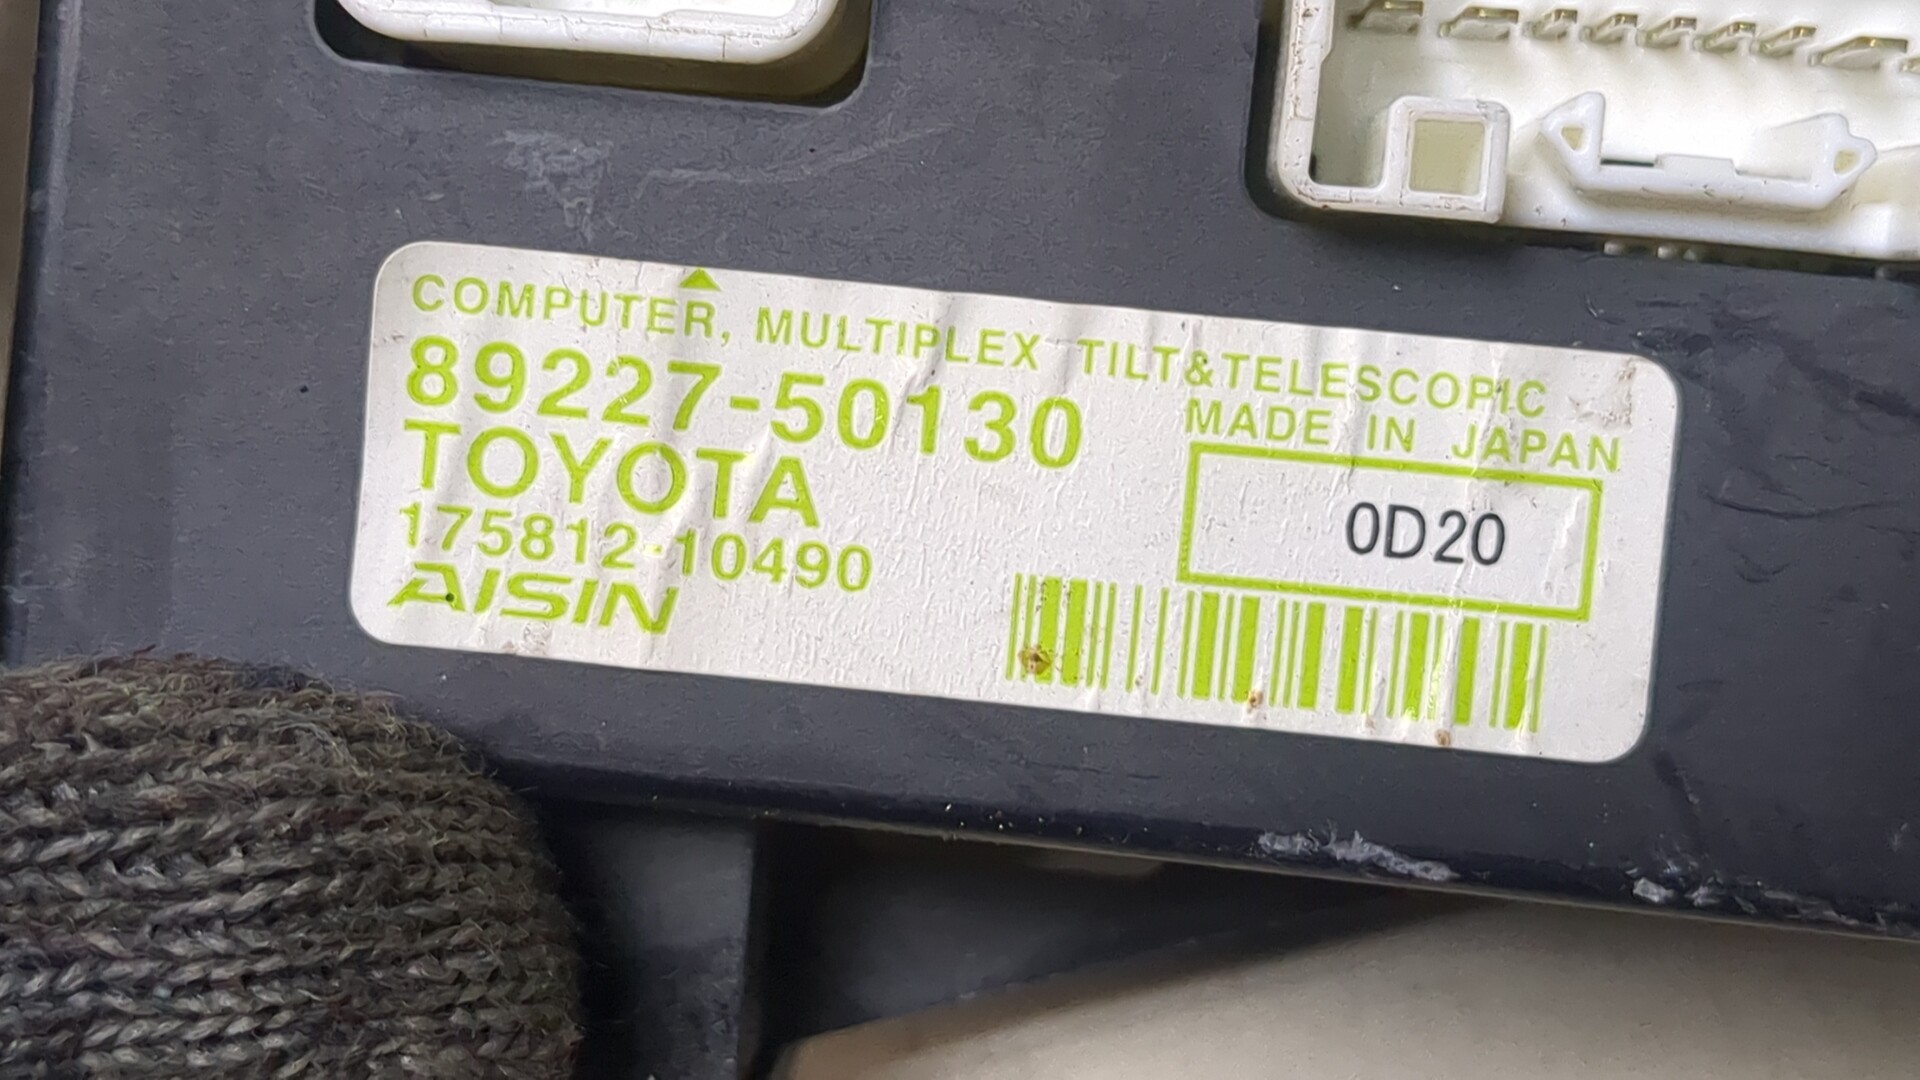 COMPUTER, MULTIPLEX TILT&TELESCOPIC
89227-50130
MADE IN JAPAN
TOYOTA
0D20
175812-10490
AISIN